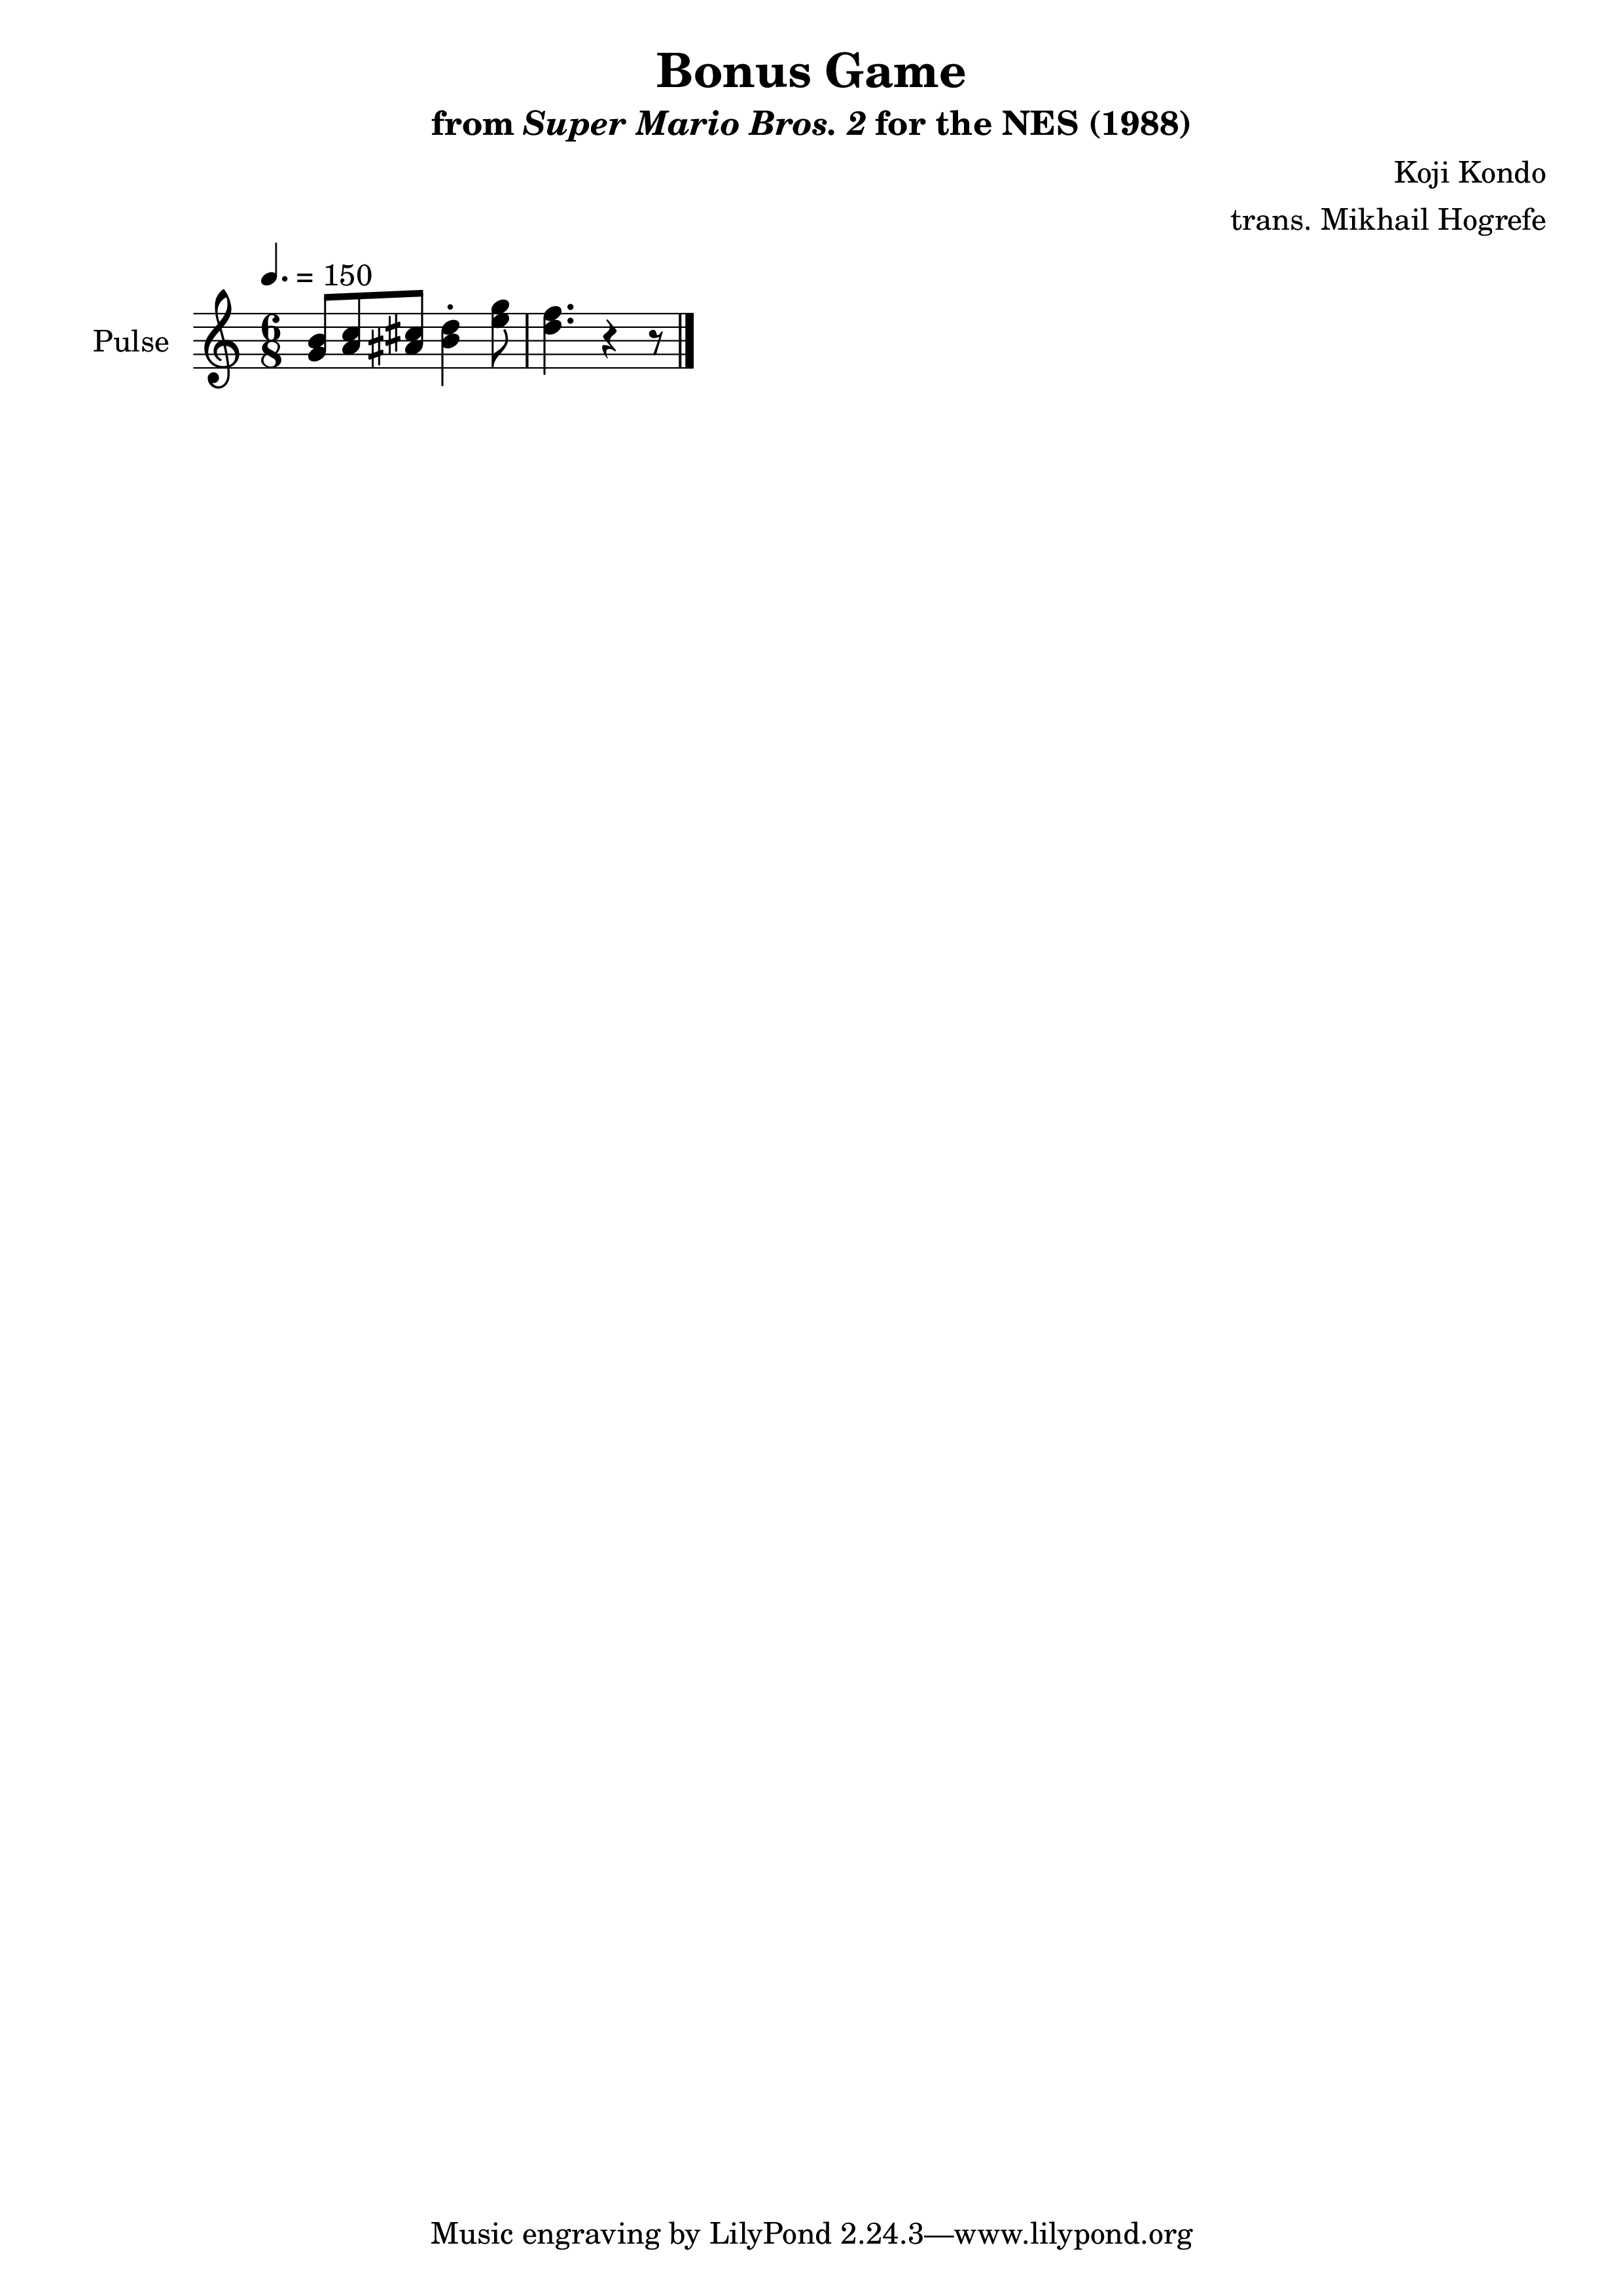 Bonus Game
from Super Mario Bros. 2 for the NES (1988)
Koji Kondo
trans. Mikhail Hogrefe
♩. = 150
Pulse
6
8
Music engraving by LilyPond 2.24.3—www.lilypond.org